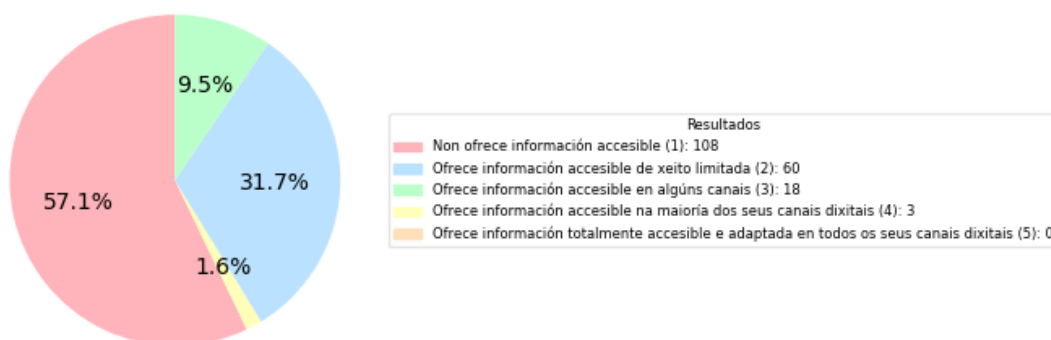 9.5%
31.7%
57.1%
1.6%
Resultados
Non ofrece información accesible (1): 108
Ofrece información accesible de xeito limitada (2): 60
Ofrece información accesible en algúns canais (3): 18
Ofrece información accesible na maioría dos seus canais dixitais (4): 3
Ofrece información totalmente accesible e adaptada en todos os seus canais dixitais (5): 0